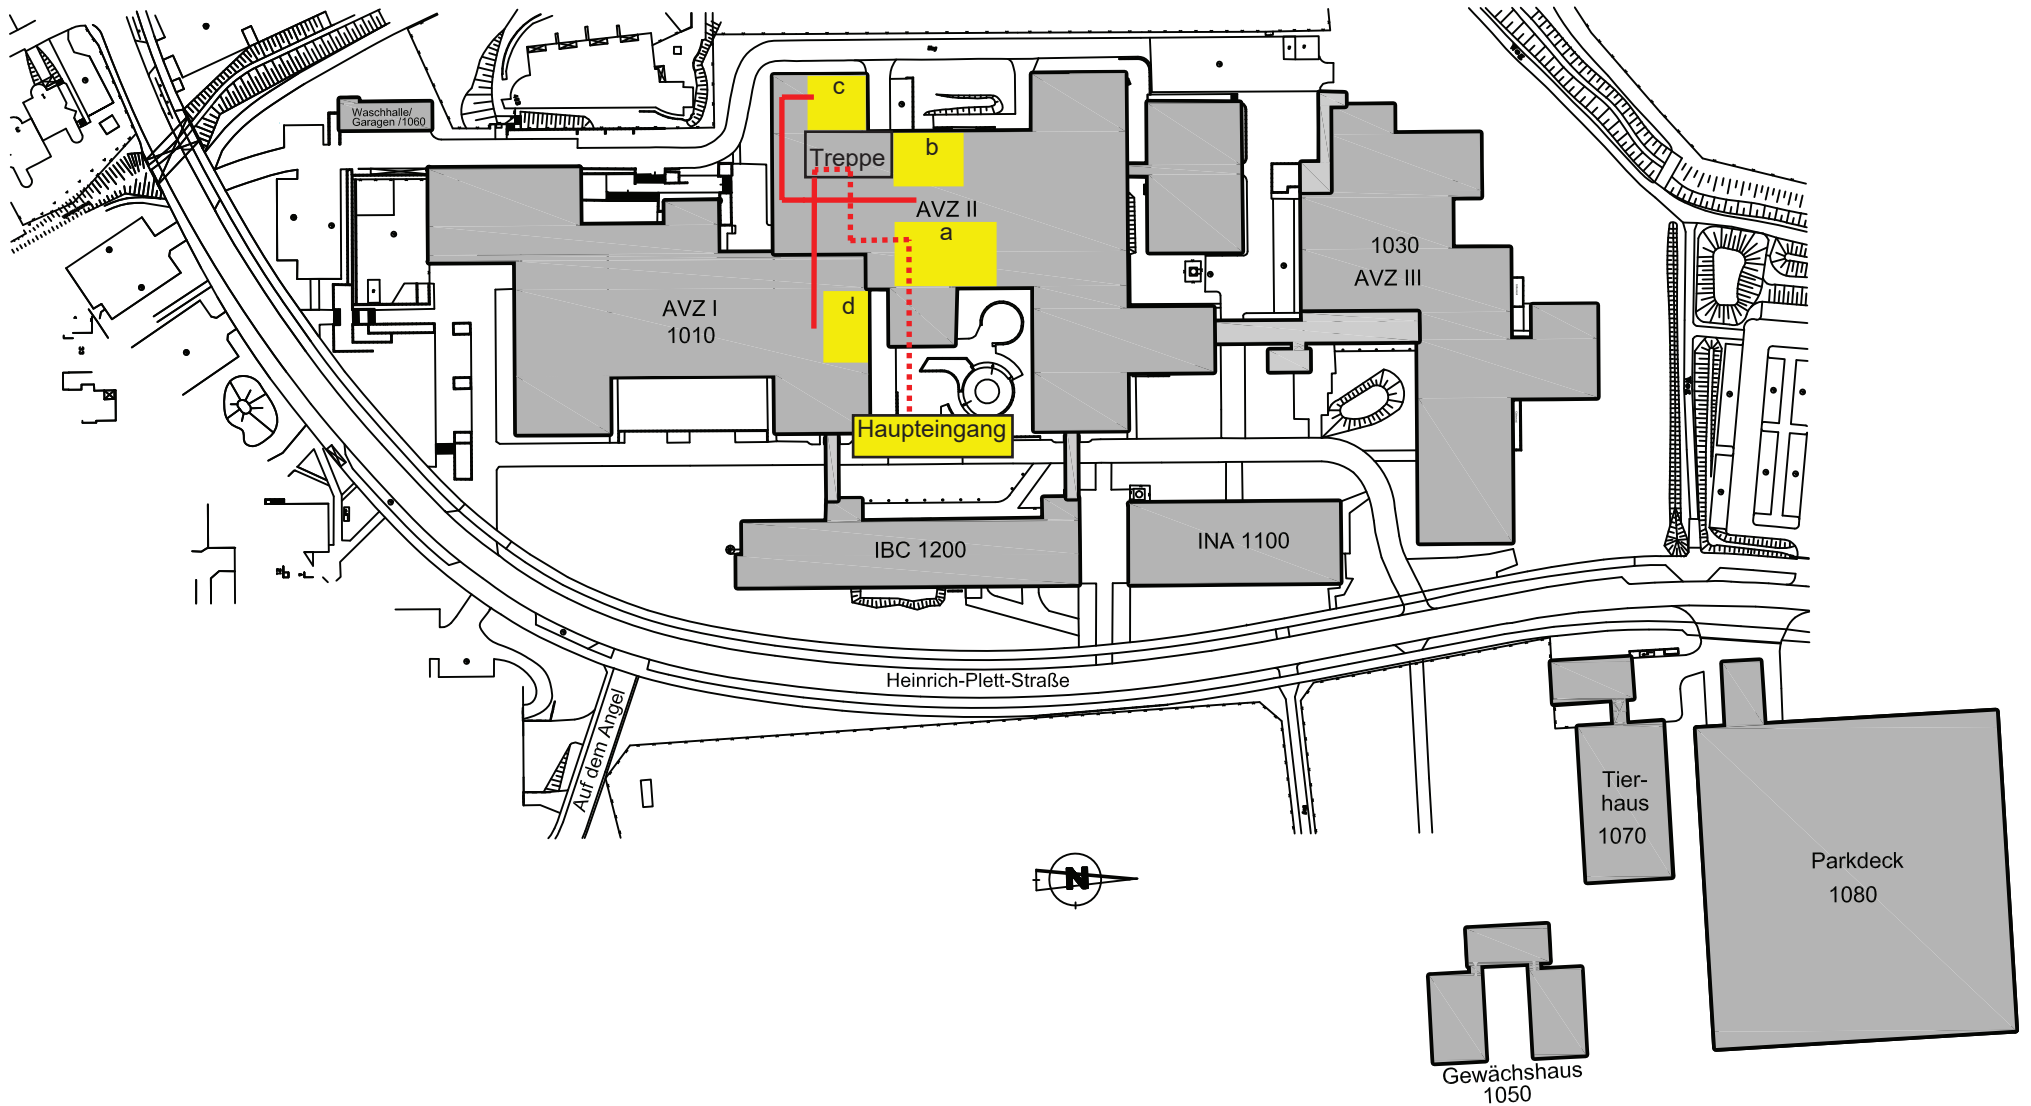 c
Waschhalle/
Garagen /1060
Treppe
b
AVZ II
a
1030
AVZ III
AVZ I
1010
d
Haupteingang
IBC 1200
INA 1100
Heinrich-Plett-Straße
Auf dem Angel
Tier-
haus
1070
Parkdeck
1080
N
Gewächshaus
1050